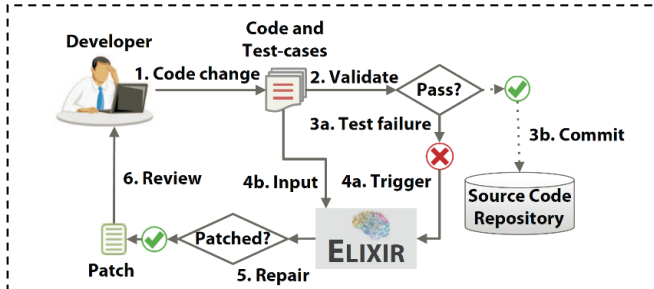 Developer
Code and
Test-cases
1. Code change
2. Validate
Pass?
3a. Test failure
3b. Commit
6. Review
4b. Input
4a. Trigger
Source Code
Repository
Patched?
ELIXIR
Patch
5. Repair